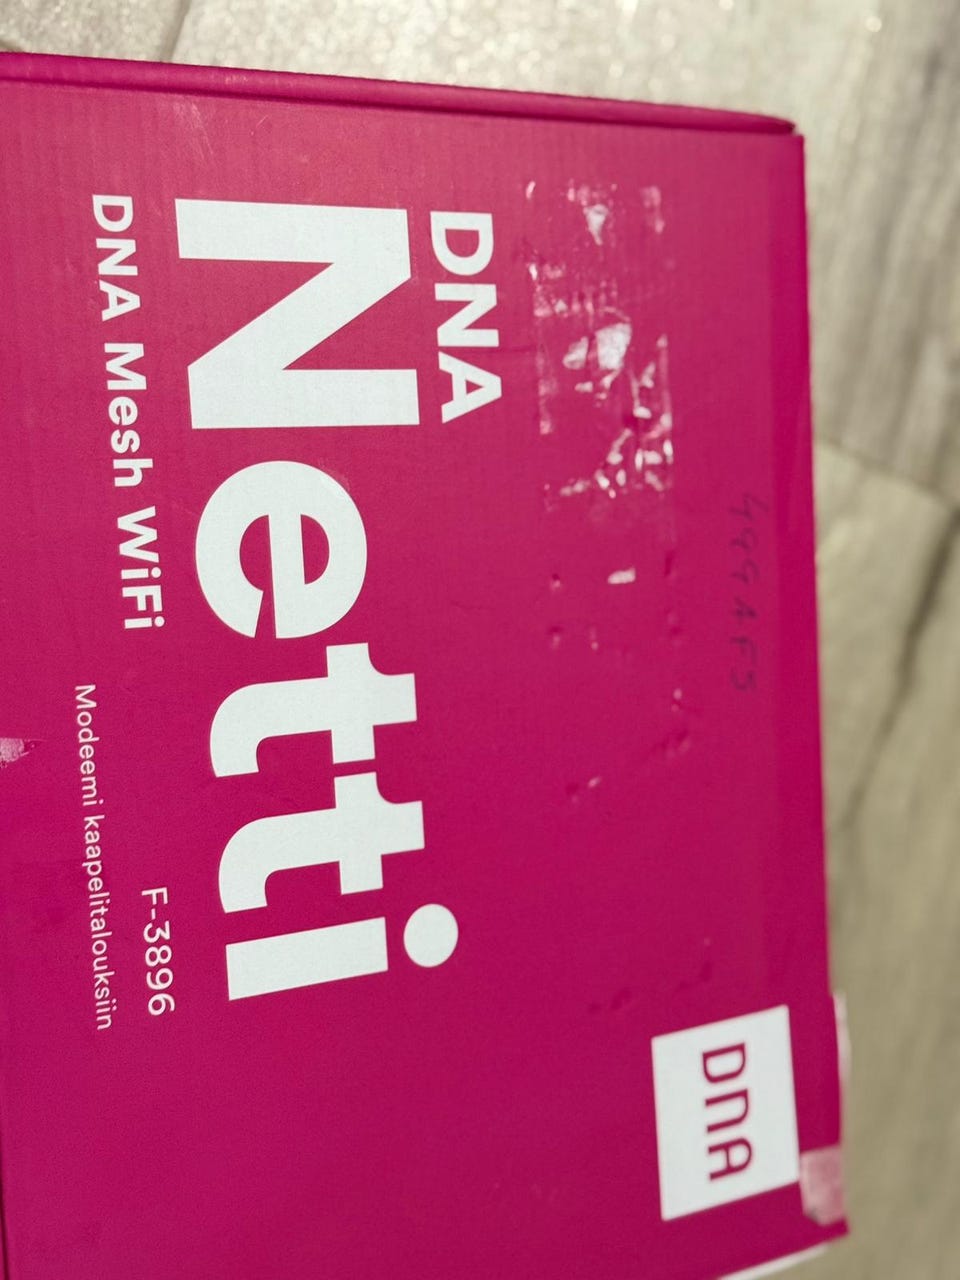 DNA
Netti
DNA Mesh WiFi
F-3896
Modeemi kaapelitalouksiin
DNA